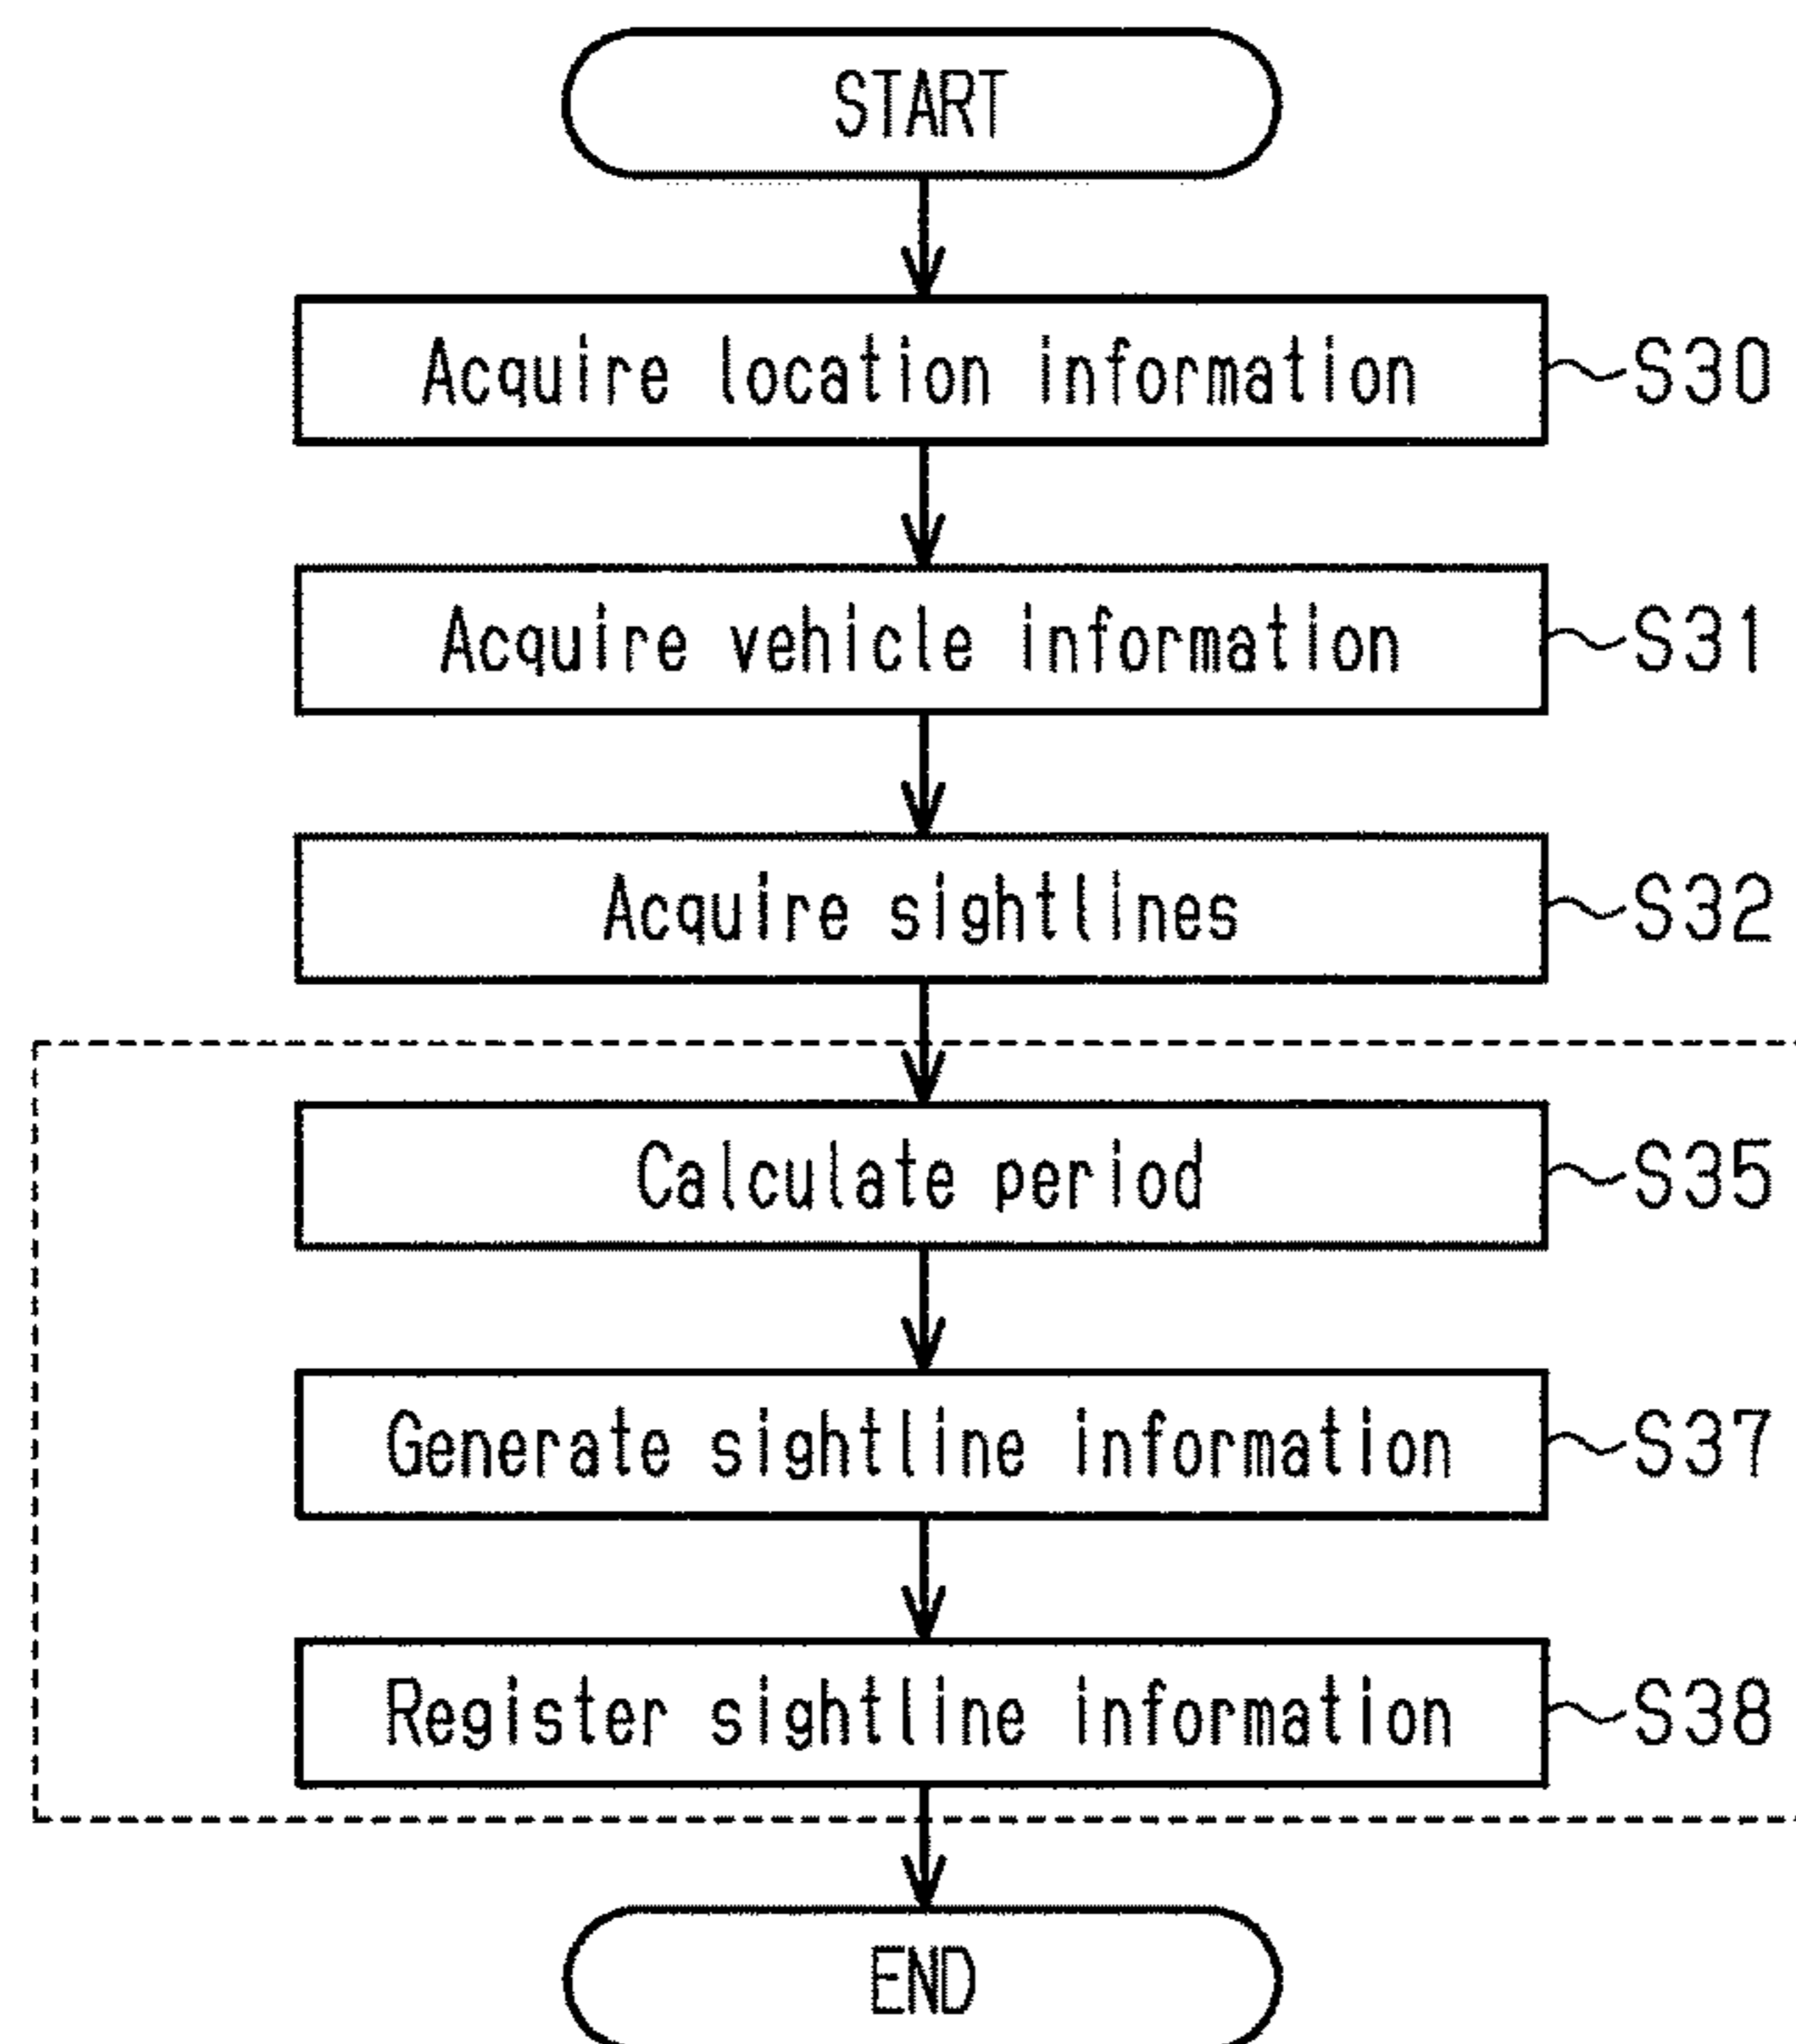 START
Acquire location information S30
Acquire vehicle information S31
Acquire sightlines S32
Calculate period S35
Generate sightline information S37
Register sightline information S38
END